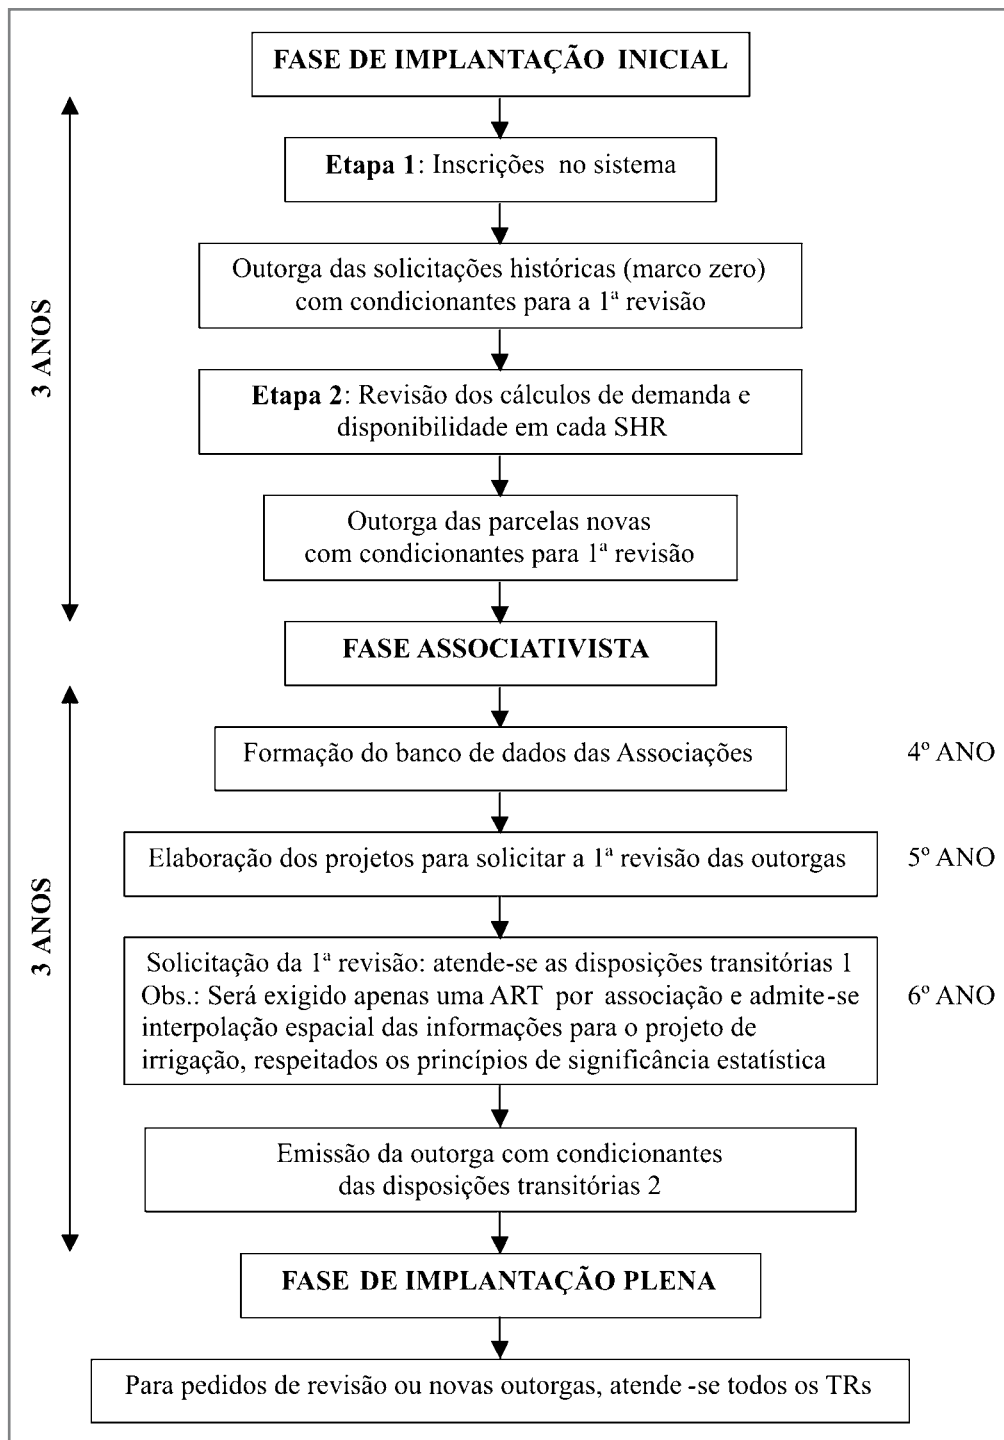 FASE DE IMPLANTAÇÃO INICIAL
3 ANOS
Etapa 1: Inscrições no sistema
Outorga das solicitações históricas (marco zero)
com condicionantes para a 1ª revisão
Etapa 2: Revisão dos cálculos de demanda e
disponibilidade em cada SHR
Outorga das parcelas novas
com condicionantes para 1ª revisão
FASE ASSOCIATIVISTA
3 ANOS
Formação do banco de dados das Associações
4º ANO
Elaboração dos projetos para solicitar a 1ª revisão das outorgas
5º ANO
Solicitação da 1ª revisão: atende-se as disposições transitórias 1
Obs.: Será exigido apenas uma ART por associação e admite-se
interpolação espacial das informações para o projeto de
irrigação, respeitados os princípios de significância estatística
6º ANO
Emissão da outorga com condicionantes
das disposições transitórias 2
FASE DE IMPLANTAÇÃO PLENA
Para pedidos de revisão ou novas outorgas, atende -se todos os TRs